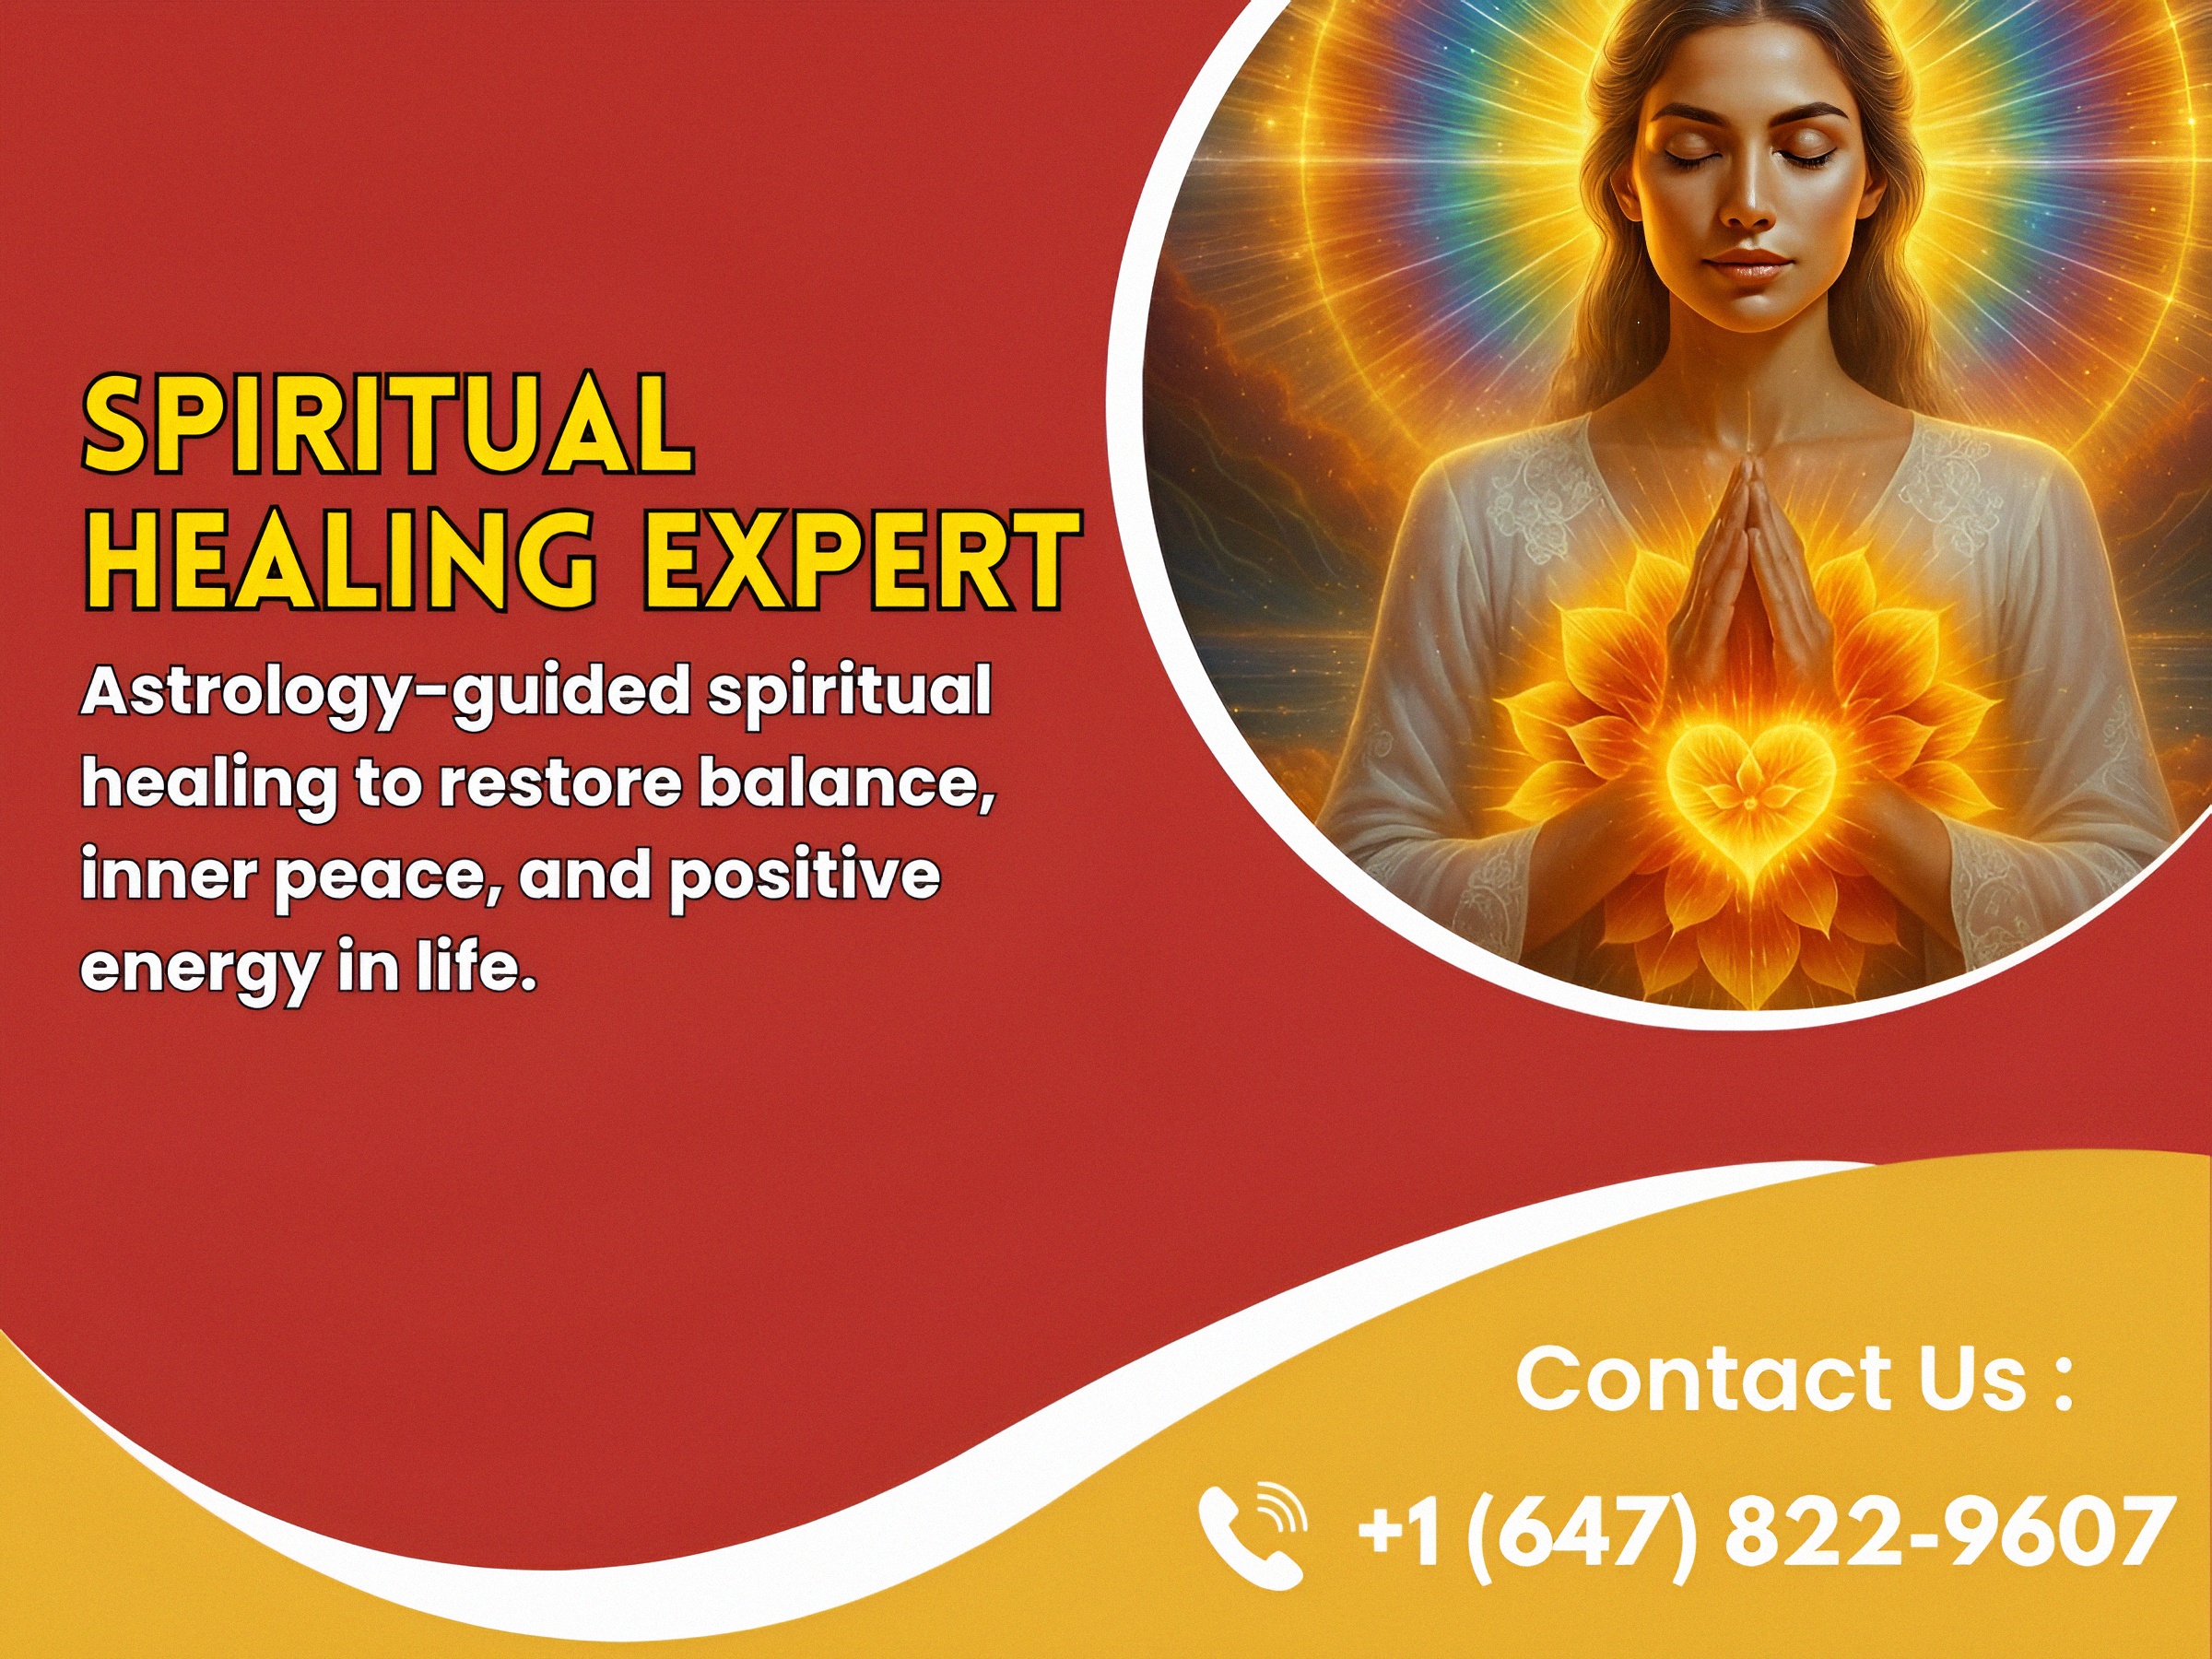 SPIRITUAL
HEALING EXPERT
Astrology-guided spiritual
healing to restore balance,
inner peace, and positive
energy in life.
Contact Us :
+1 (647) 822-9607